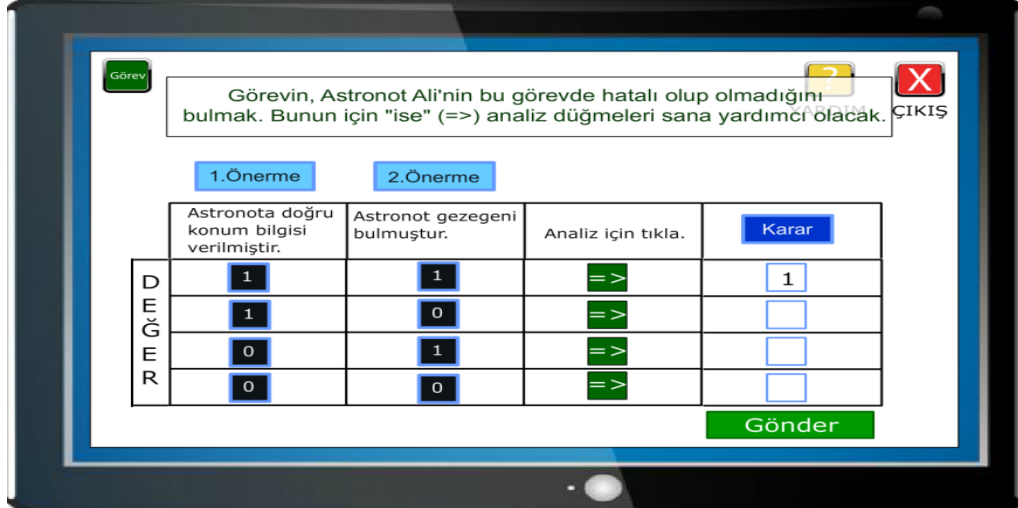 Görev
?
X
YARDIM
ÇIKIŞ
Görevin, Astronot Ali'nin bu görevde hatalı olup olmadığını
bulmak. Bunun için "ise" (=>) analiz düğmeleri sana yardımcı olacak.
1.Önerme 2.Önerme
Astronota doğru
konum bilgisi
verilmiştir.
Astronot gezegeni
bulmuştur.
Analiz için tıkla.
Karar
DEĞER
1 1 => 1
1 0 =>
0 1 =>
0 0 =>
Gönder